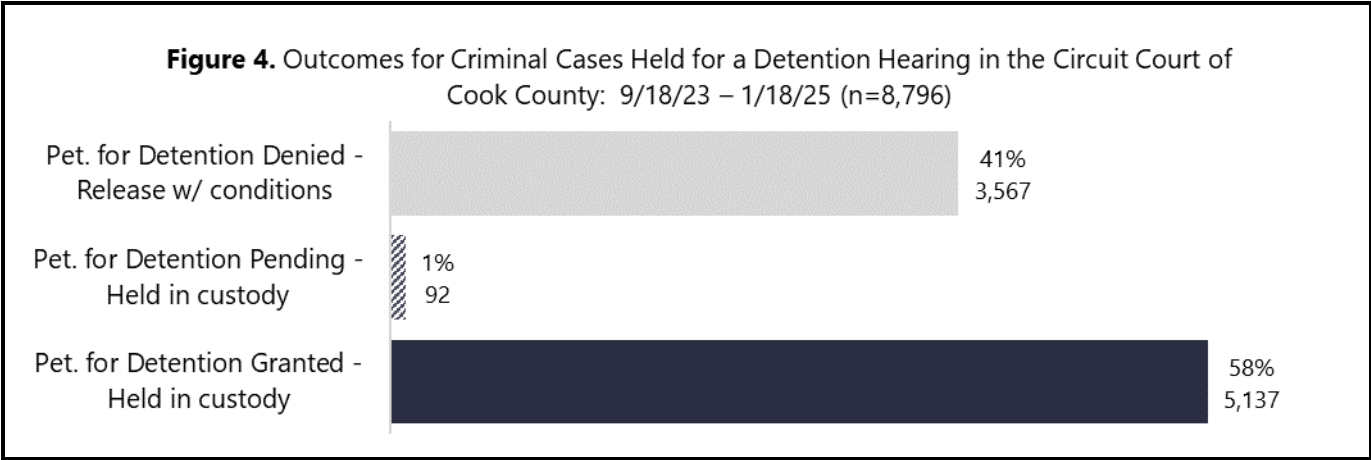 Figure 4. Outcomes for Criminal Cases Held for a Detention Hearing in the Circuit Court of
Cook County:  9/18/23 – 1/18/25 (n=8,796)
Pet. for Detention Denied -
Release w/ conditions
41%
3,567
Pet. for Detention Pending -
Held in custody
1%
92
Pet. for Detention Granted -
Held in custody
58%
5,137